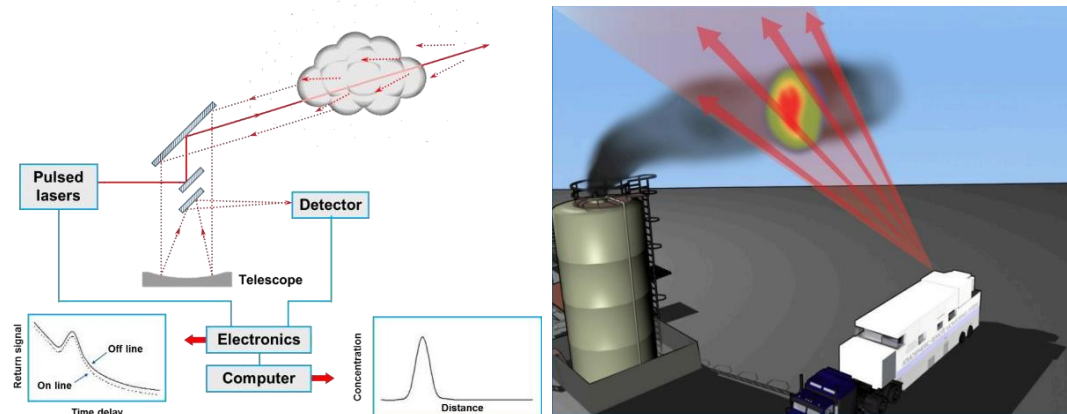 Pulsed
lasers
Detector
Telescope
Return signal
Off line
On line
Time delay
Electronics
Computer
Concentration
Distance